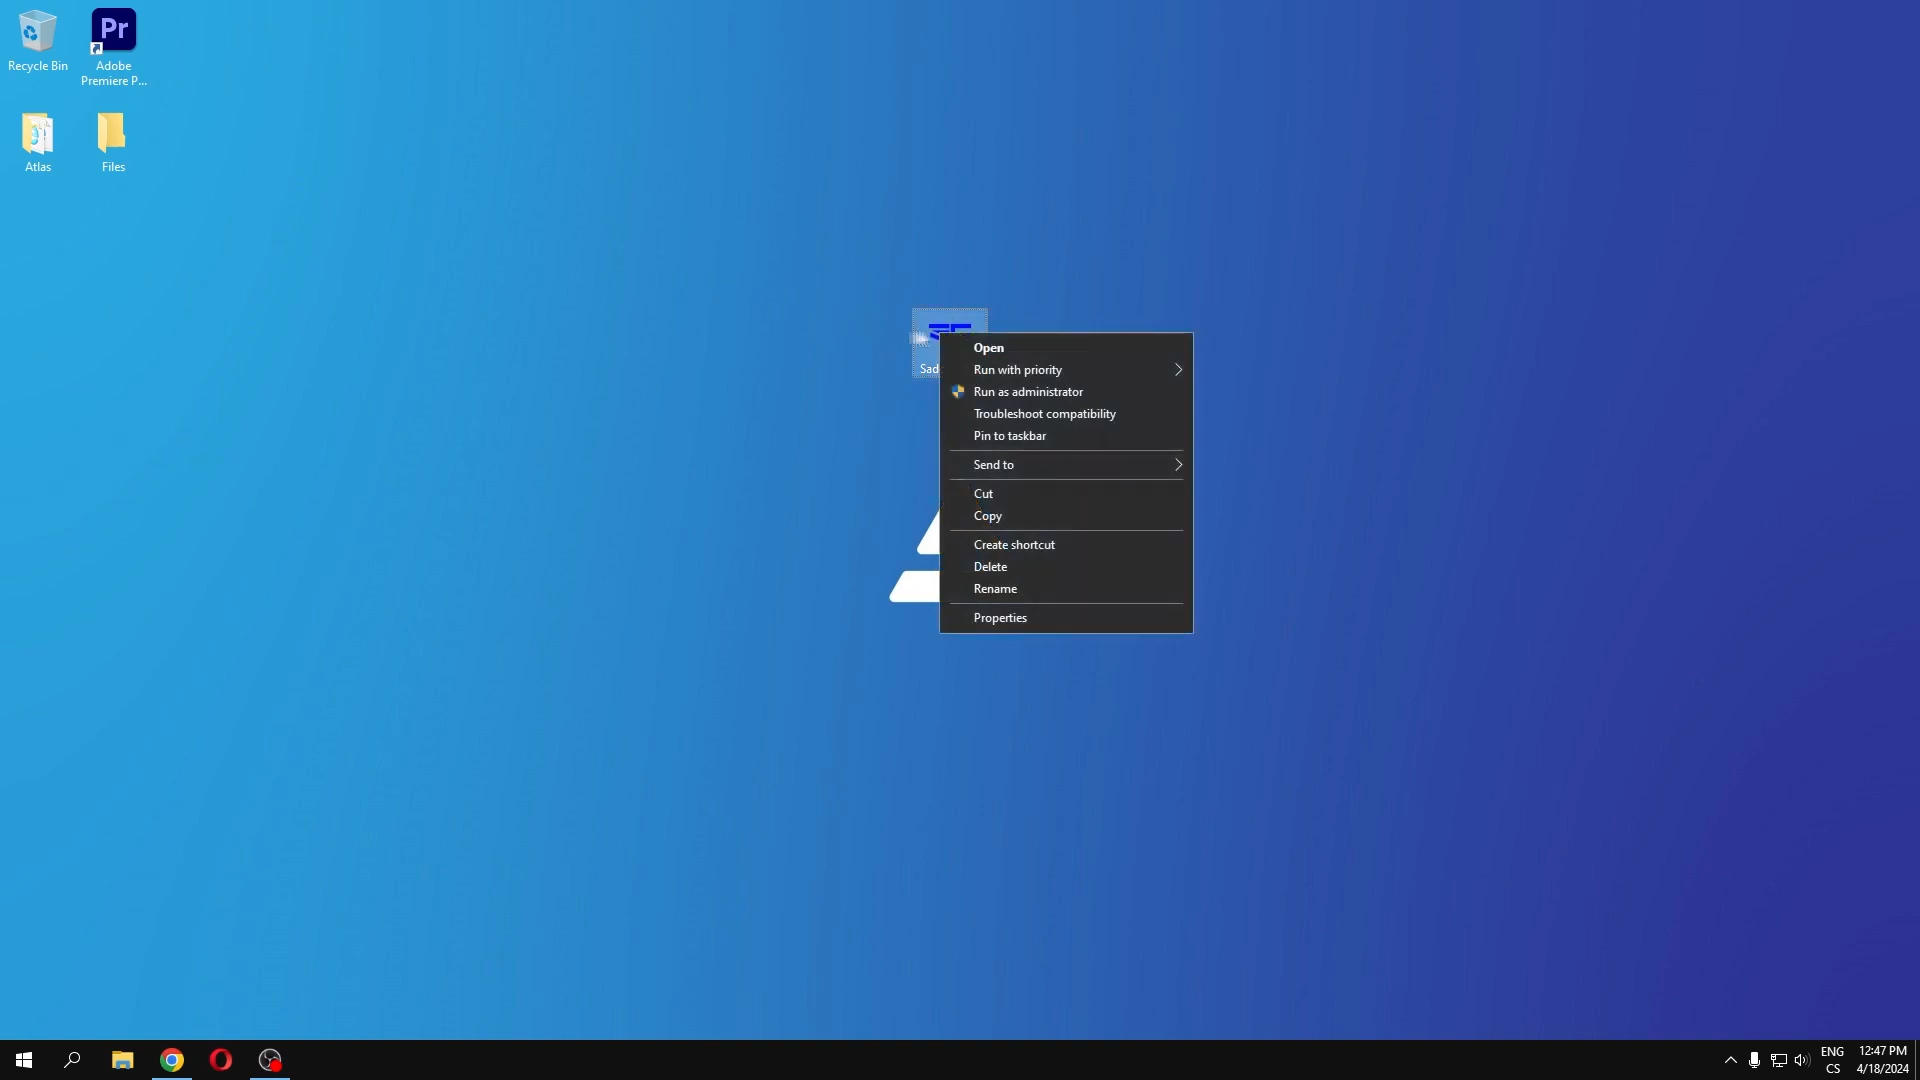 Recycle Bin
Pr
Adobe
Premiere P...
Atlas
Files
Open
Run with priority
Run as administrator
Troubleshoot compatibility
Pin to taskbar
Send to
Cut
Copy
Create shortcut
Delete
Rename
Properties
ENG
CS
12:47 PM
4/18/2024